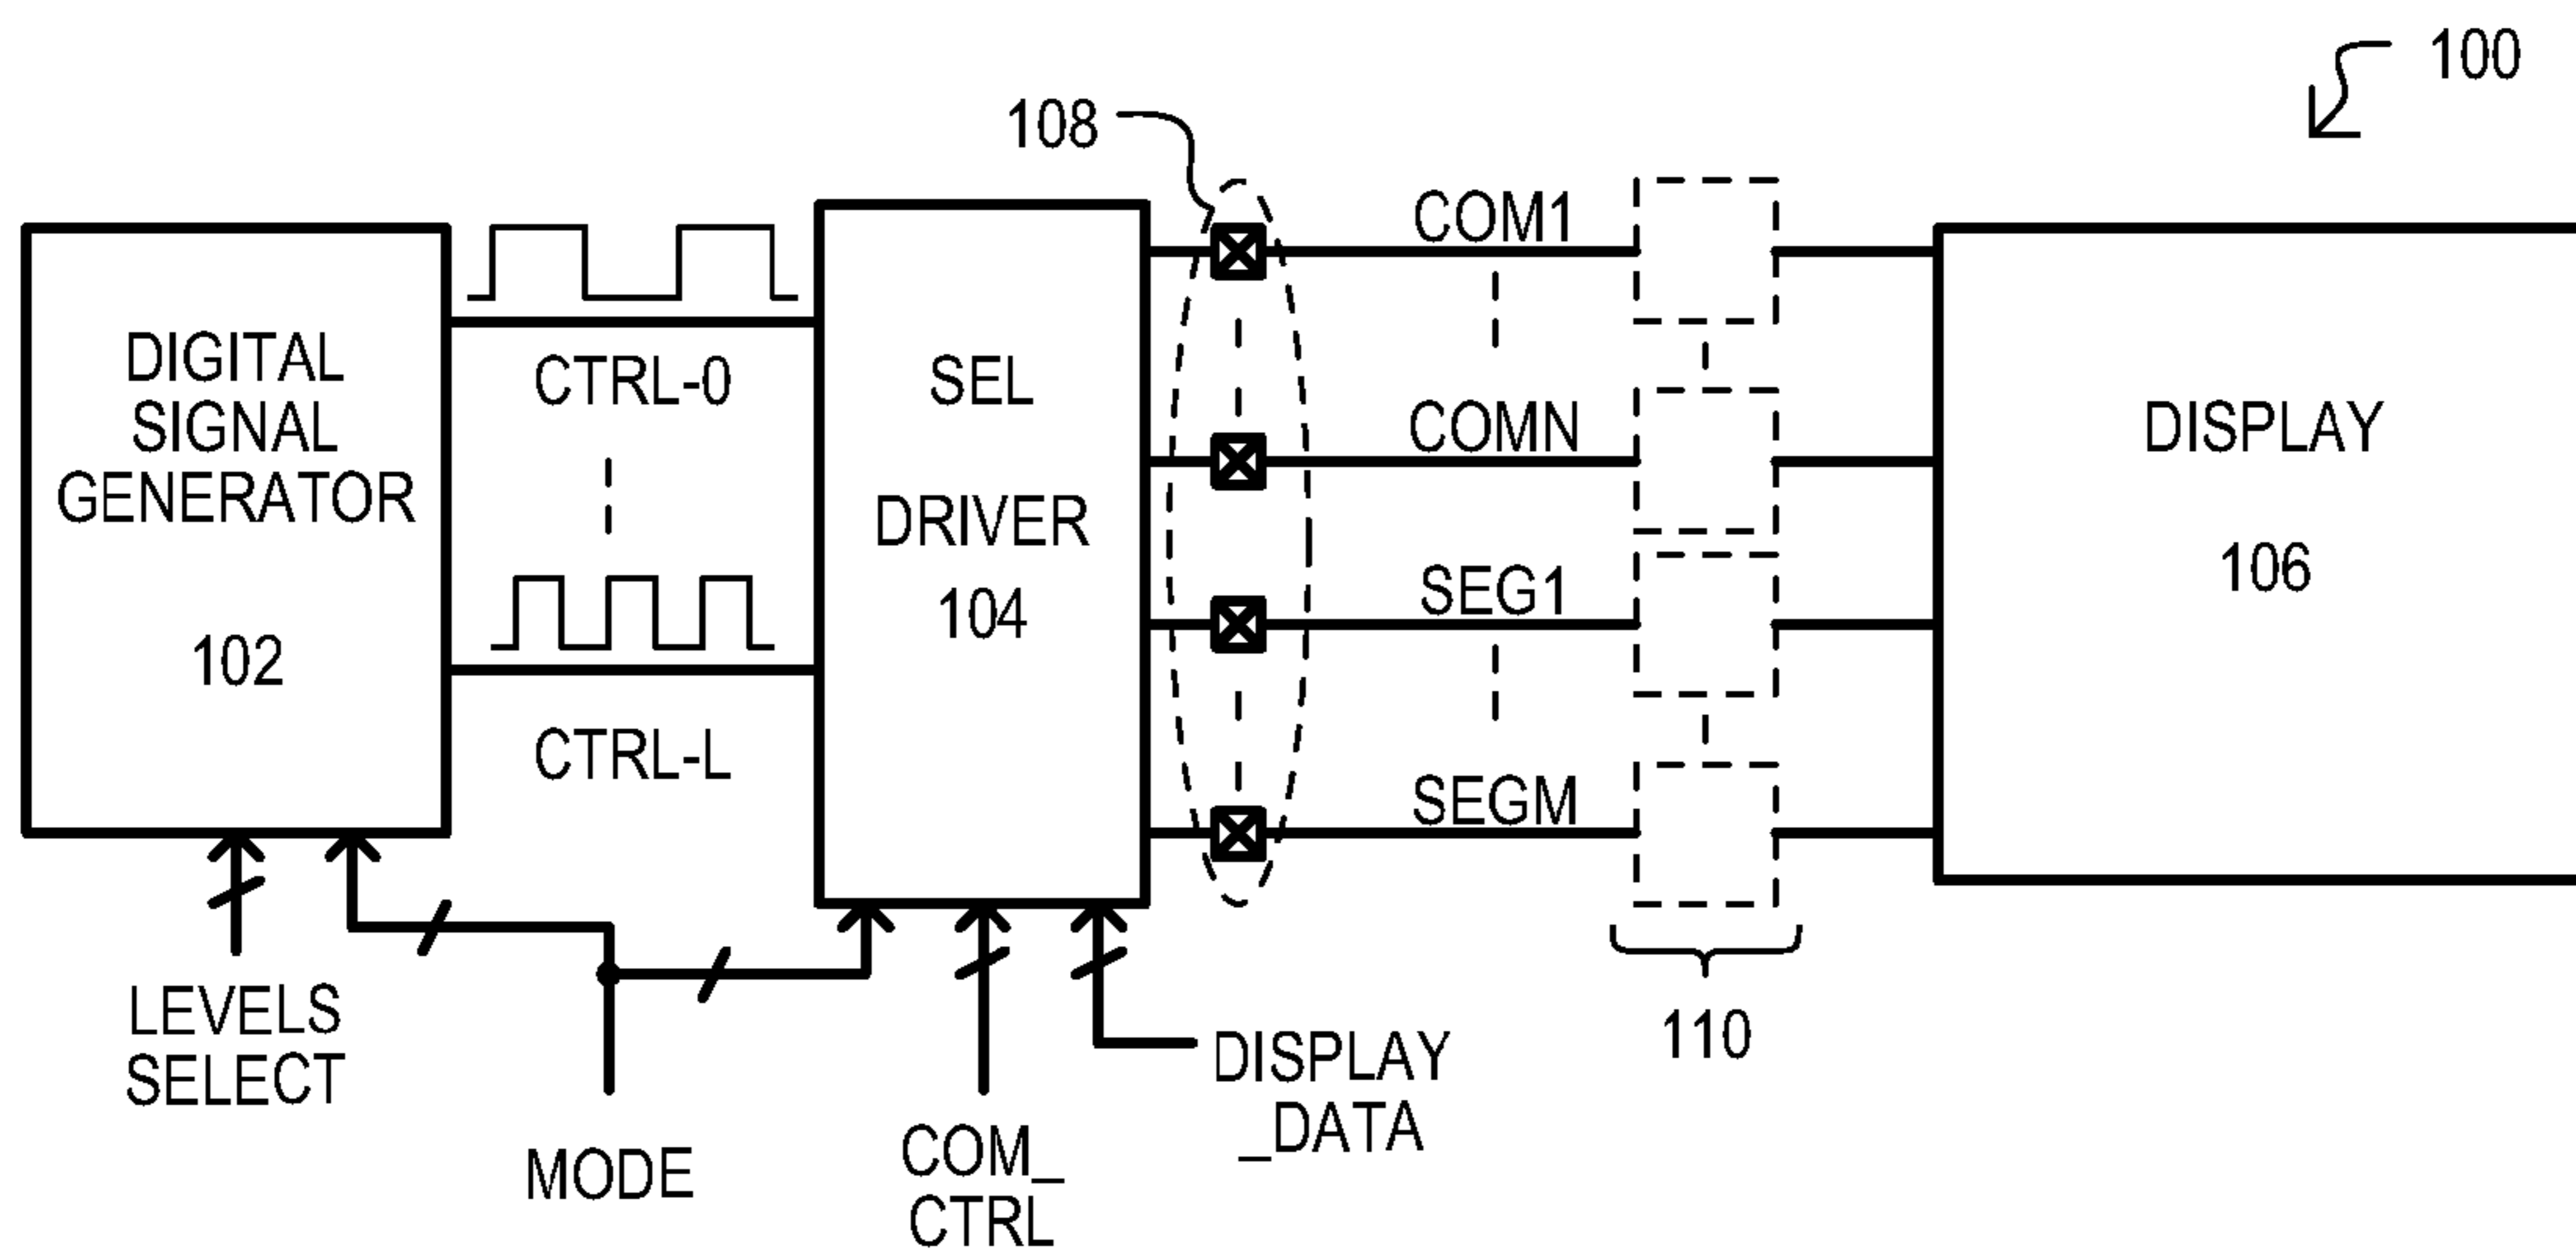 100
108
COM1
DIGITAL
SIGNAL
GENERATOR
102
CTRL-0
CTRL-L
SEL
DRIVER
104
COMN
SEG1
SEGM
DISPLAY
106
110
LEVELS
SELECT
MODE
COM_
CTRL
DISPLAY
_DATA